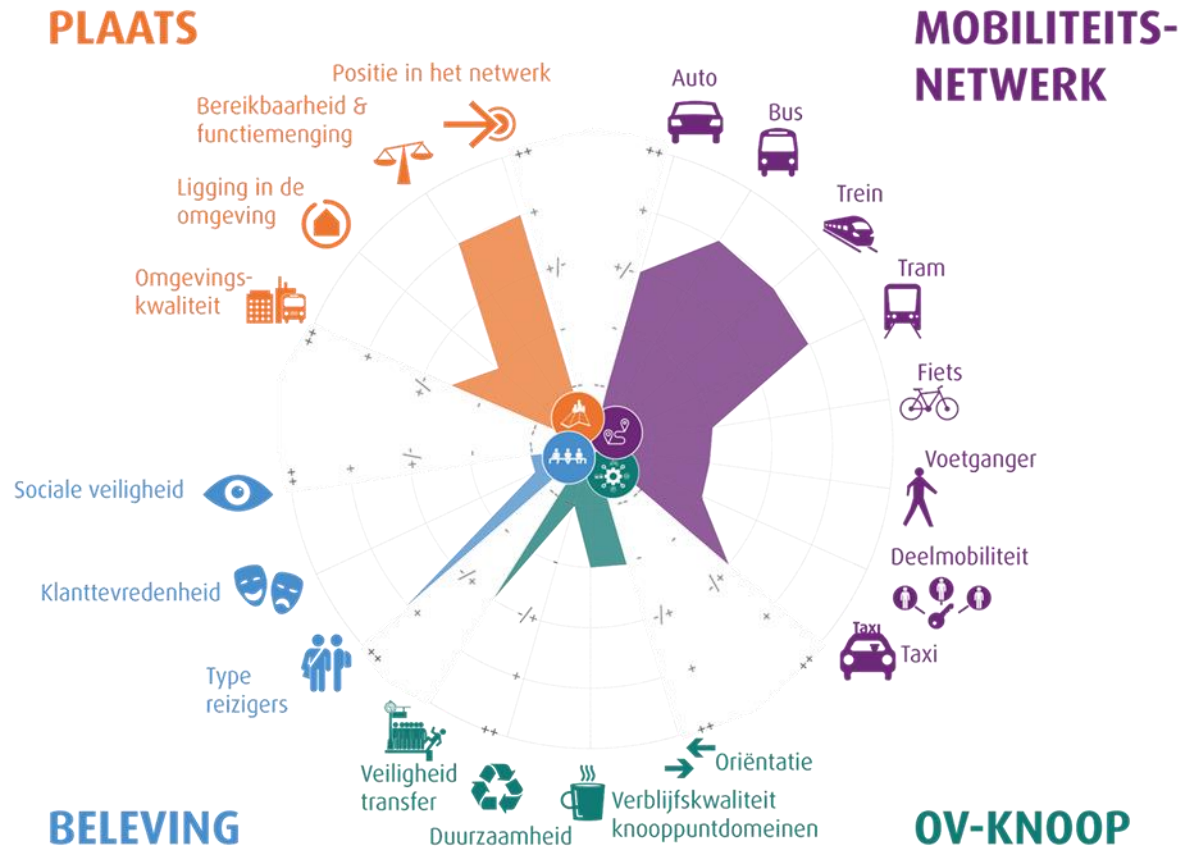 PLAATS
MOBILITEITS-
NETWERK
Positie in het netwerk
Bereikbaarheid &
functiemenging
Ligging in de
omgeving
Omgevings-
kwaliteit
Auto
Bus
Trein
Tram
Fiets
Voetganger
Deelmobiliteit
Taxi
Taxi
Sociale veiligheid
Klanttevredenheid
Type
reizigers
Veiligheid
transfer
Duurzaamheid
Verblijfskwaliteit
knooppuntdomeinen
Oriëntatie
BELEVING
OV-KNOOP
++
+
+/-
-
++
+
+/-
-
++
+
+/-
-
++
+
+/-
-
++
+
+/-
-
++
+
+/-
-
++
+
+/-
-
++
+
+/-
-